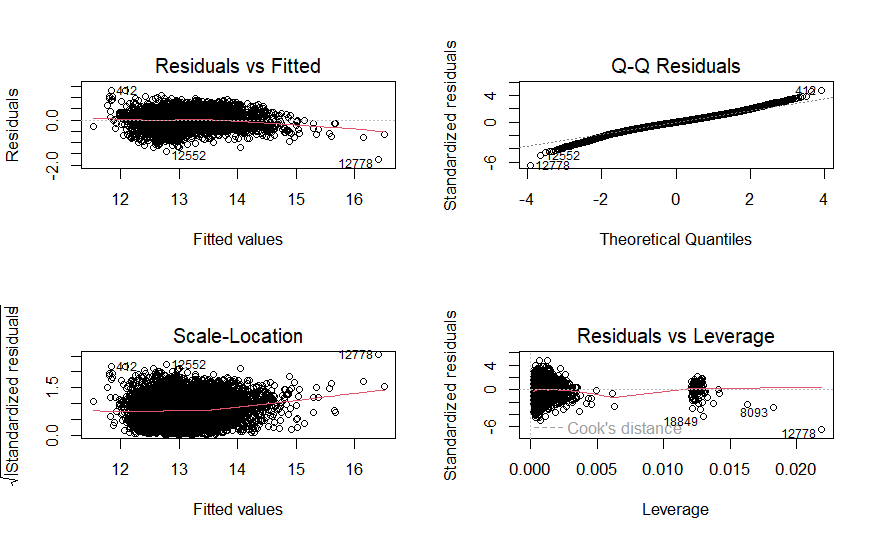 Residuals vs Fitted
Residuals
0.0
-2.0
412
12552
12778
12 13 14 15 16
Fitted values
Q-Q Residuals
Standardized residuals
4
0
-6
412
12552
12778
-4 -2 0 2 4
Theoretical Quantiles
Scale-Location
√|Standardized residuals
1.5
0.0
412
12552
12778
12 13 14 15 16
Fitted values
Residuals vs Leverage
Standardized residuals
4
0
-6
Cook's distance
18849
8093
12778
0.000 0.005 0.010 0.015 0.020
Leverage